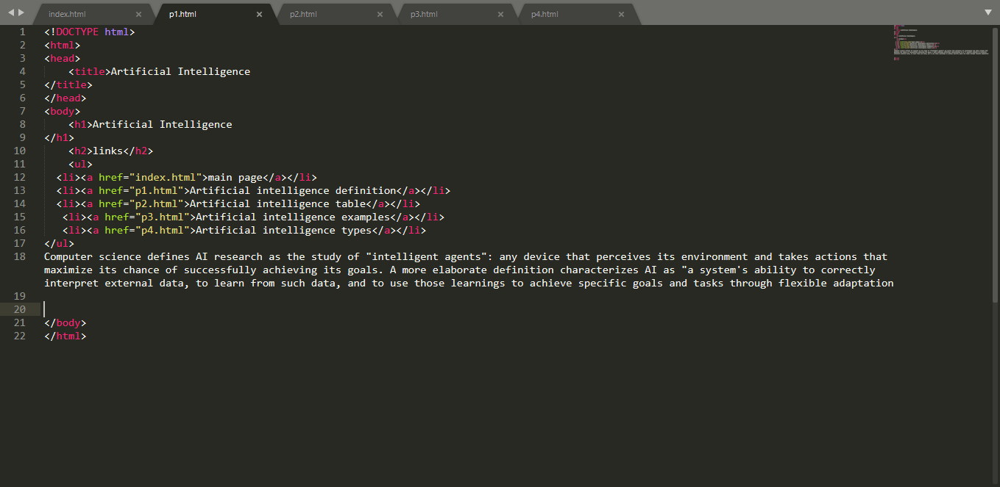 index.html × p1.html × p2.html × p3.html × p4.html ×
1 <!DOCTYPE html>
2 <html>
3 <head>
4     <title>Artificial Intelligence
5 </title>
6 </head>
7 <body>
8     <h1>Artificial Intelligence
9 </h1>
10     <h2>links</h2>
11     <ul>
12   <li><a href="index.html">main page</a></li>
13   <li><a href="p1.html">Artificial intelligence definition</a></li>
14   <li><a href="p2.html">Artificial intelligence table</a></li>
15    <li><a href="p3.html">Artificial intelligence examples</a></li>
16    <li><a href="p4.html">Artificial intelligence types</a></li>
17 </ul>
18 Computer science defines AI research as the study of "intelligent agents": any device that perceives its environment and takes actions that
maximize its chance of successfully achieving its goals. A more elaborate definition characterizes AI as "a system's ability to correctly
interpret external data, to learn from such data, and to use those learnings to achieve specific goals and tasks through flexible adaptation
19
20
21 </body>
22 </html>